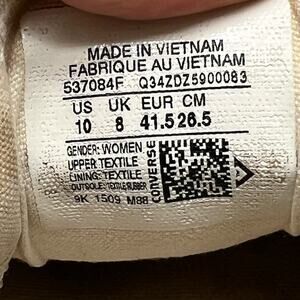 MADE IN VIETNAM
FABRIQUE AU VIETNAM
537084F Q34ZDZ5900083
US UK EUR CM
10 8 41.5 26.5
GENDER: WOMEN
UPPER: TEXTILE
LINING: TEXTILE
OUTSOLE: TEXTILE/RUBBER
9K 1509 M88
CONVERSE